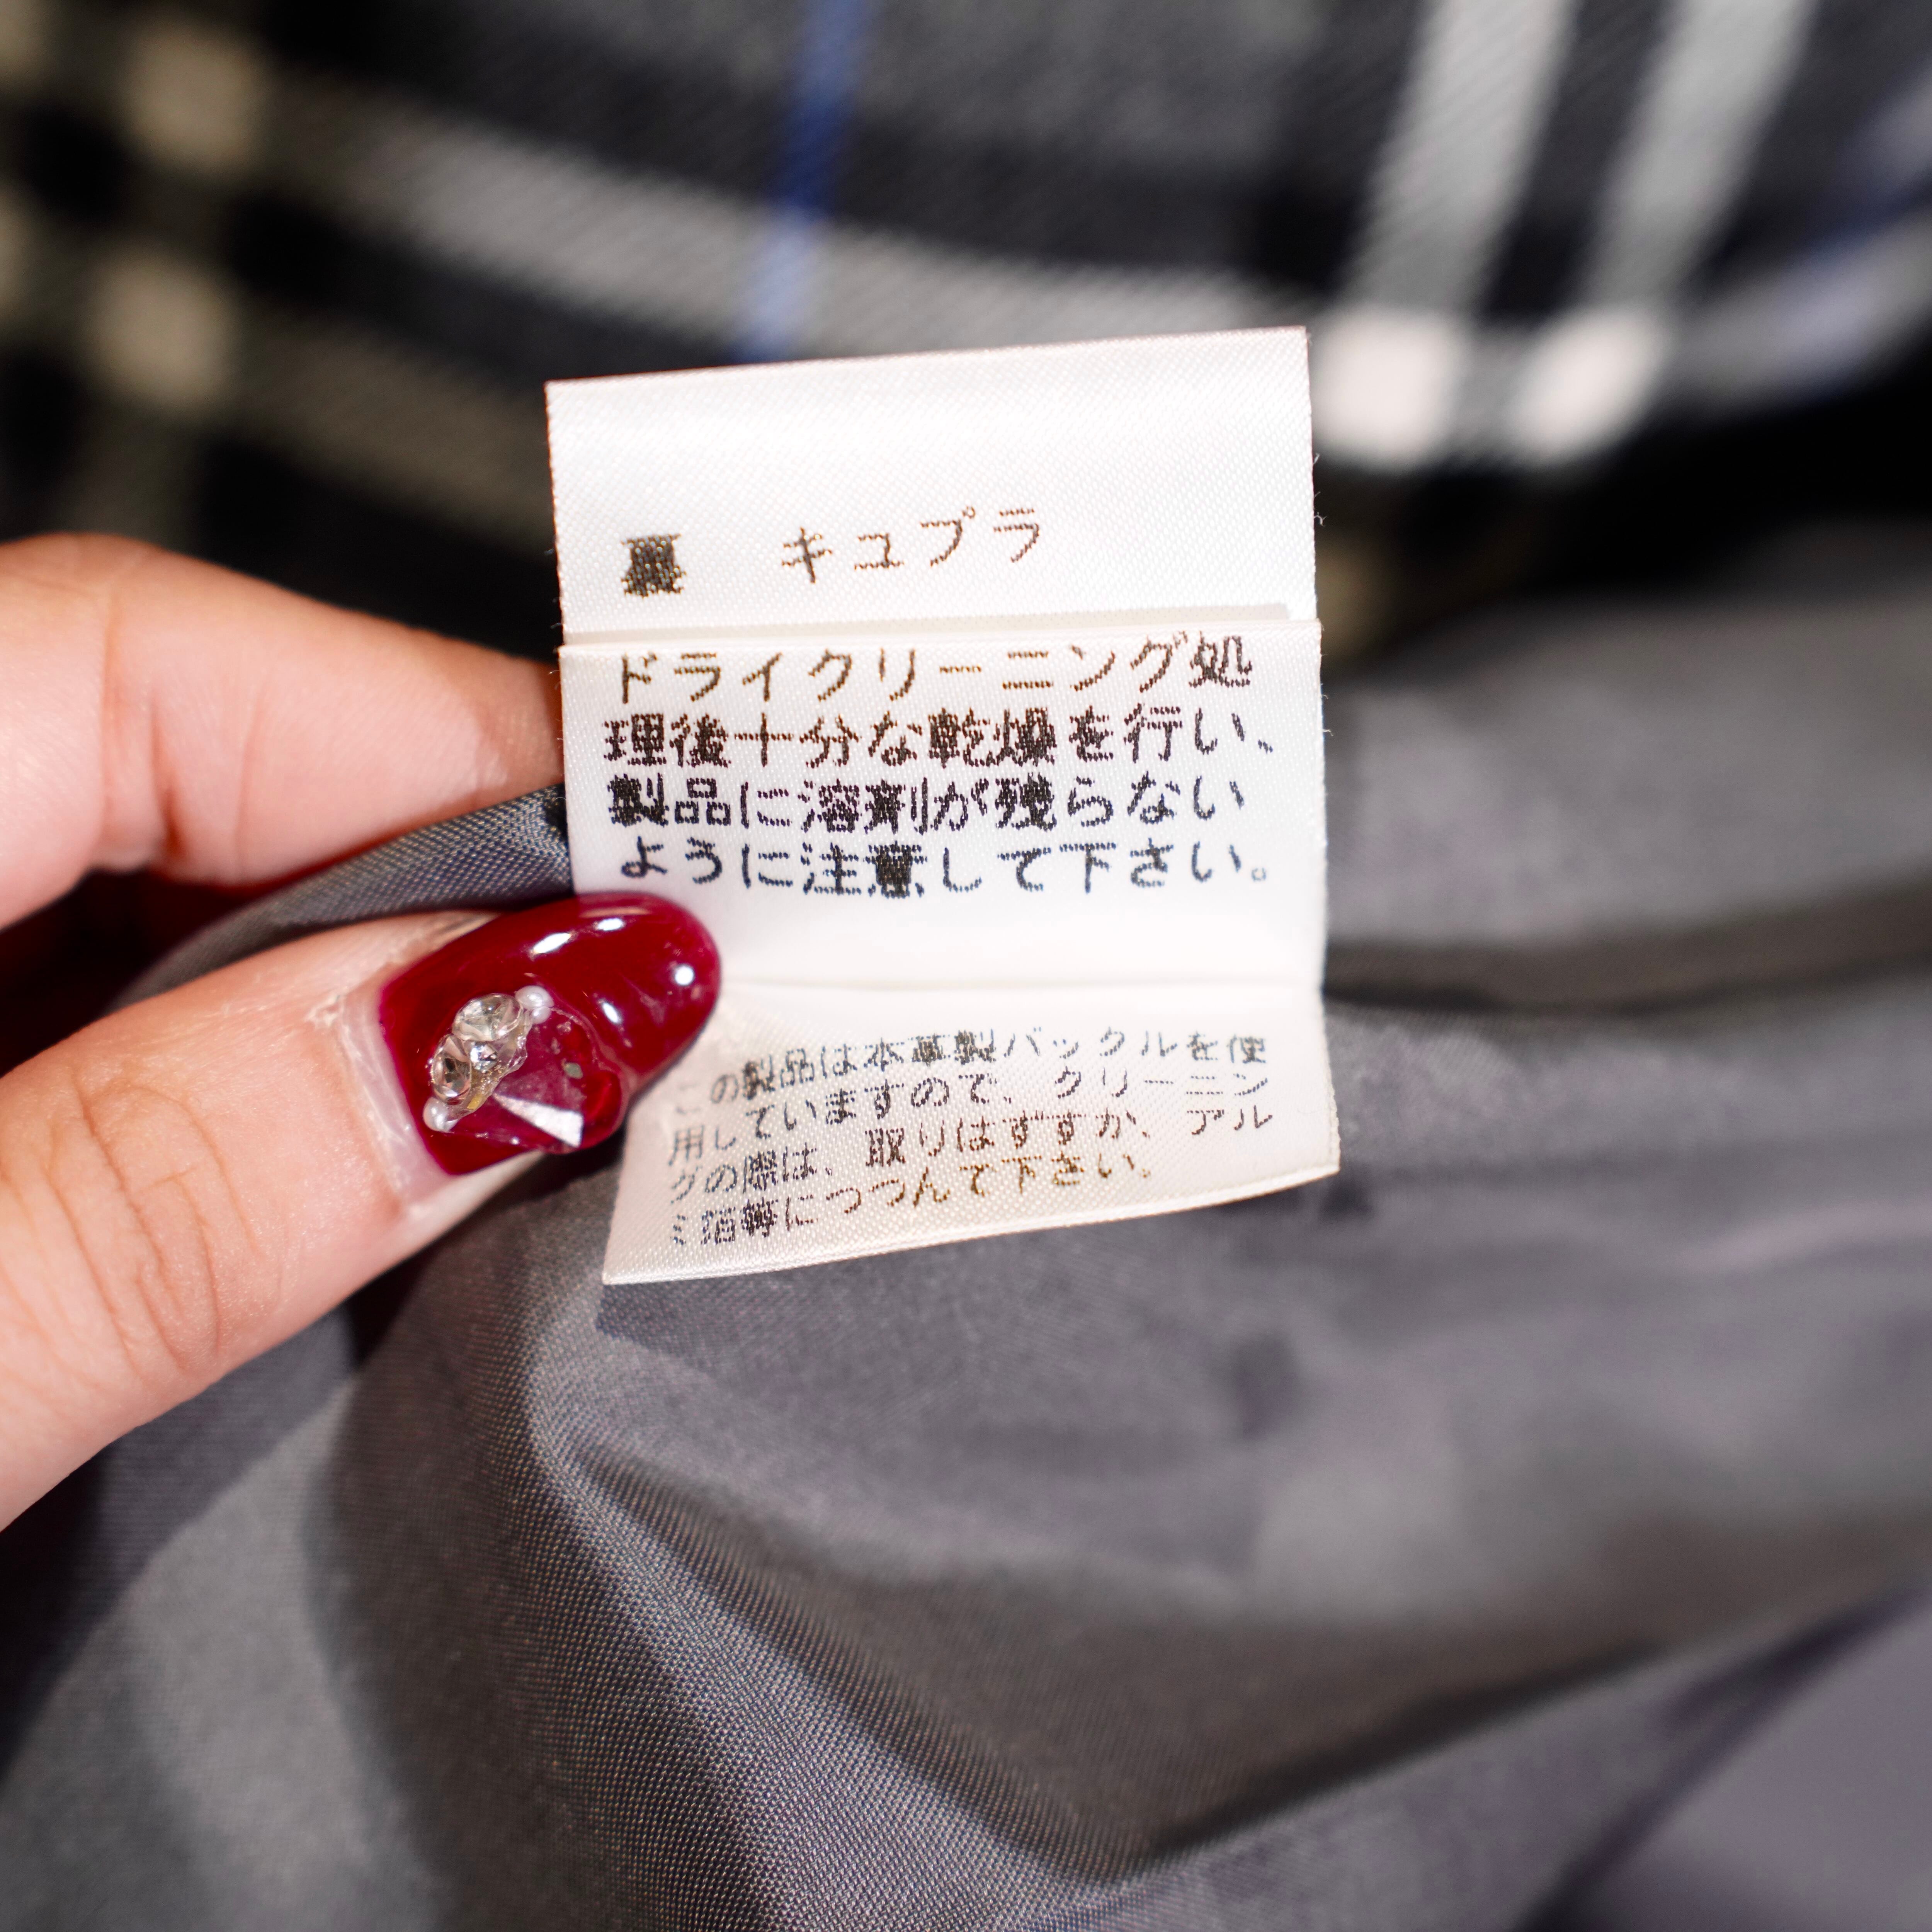 裏 キュプラ
ドライクリーニング処
理後十分な乾燥を行い、
製品に溶剤が残らない
ように注意して下さい。
この製品は本革製バックルを使
用していますので、クリーニン
グの際は、取りはずすか、アル
ミ箔等につつんで下さい。